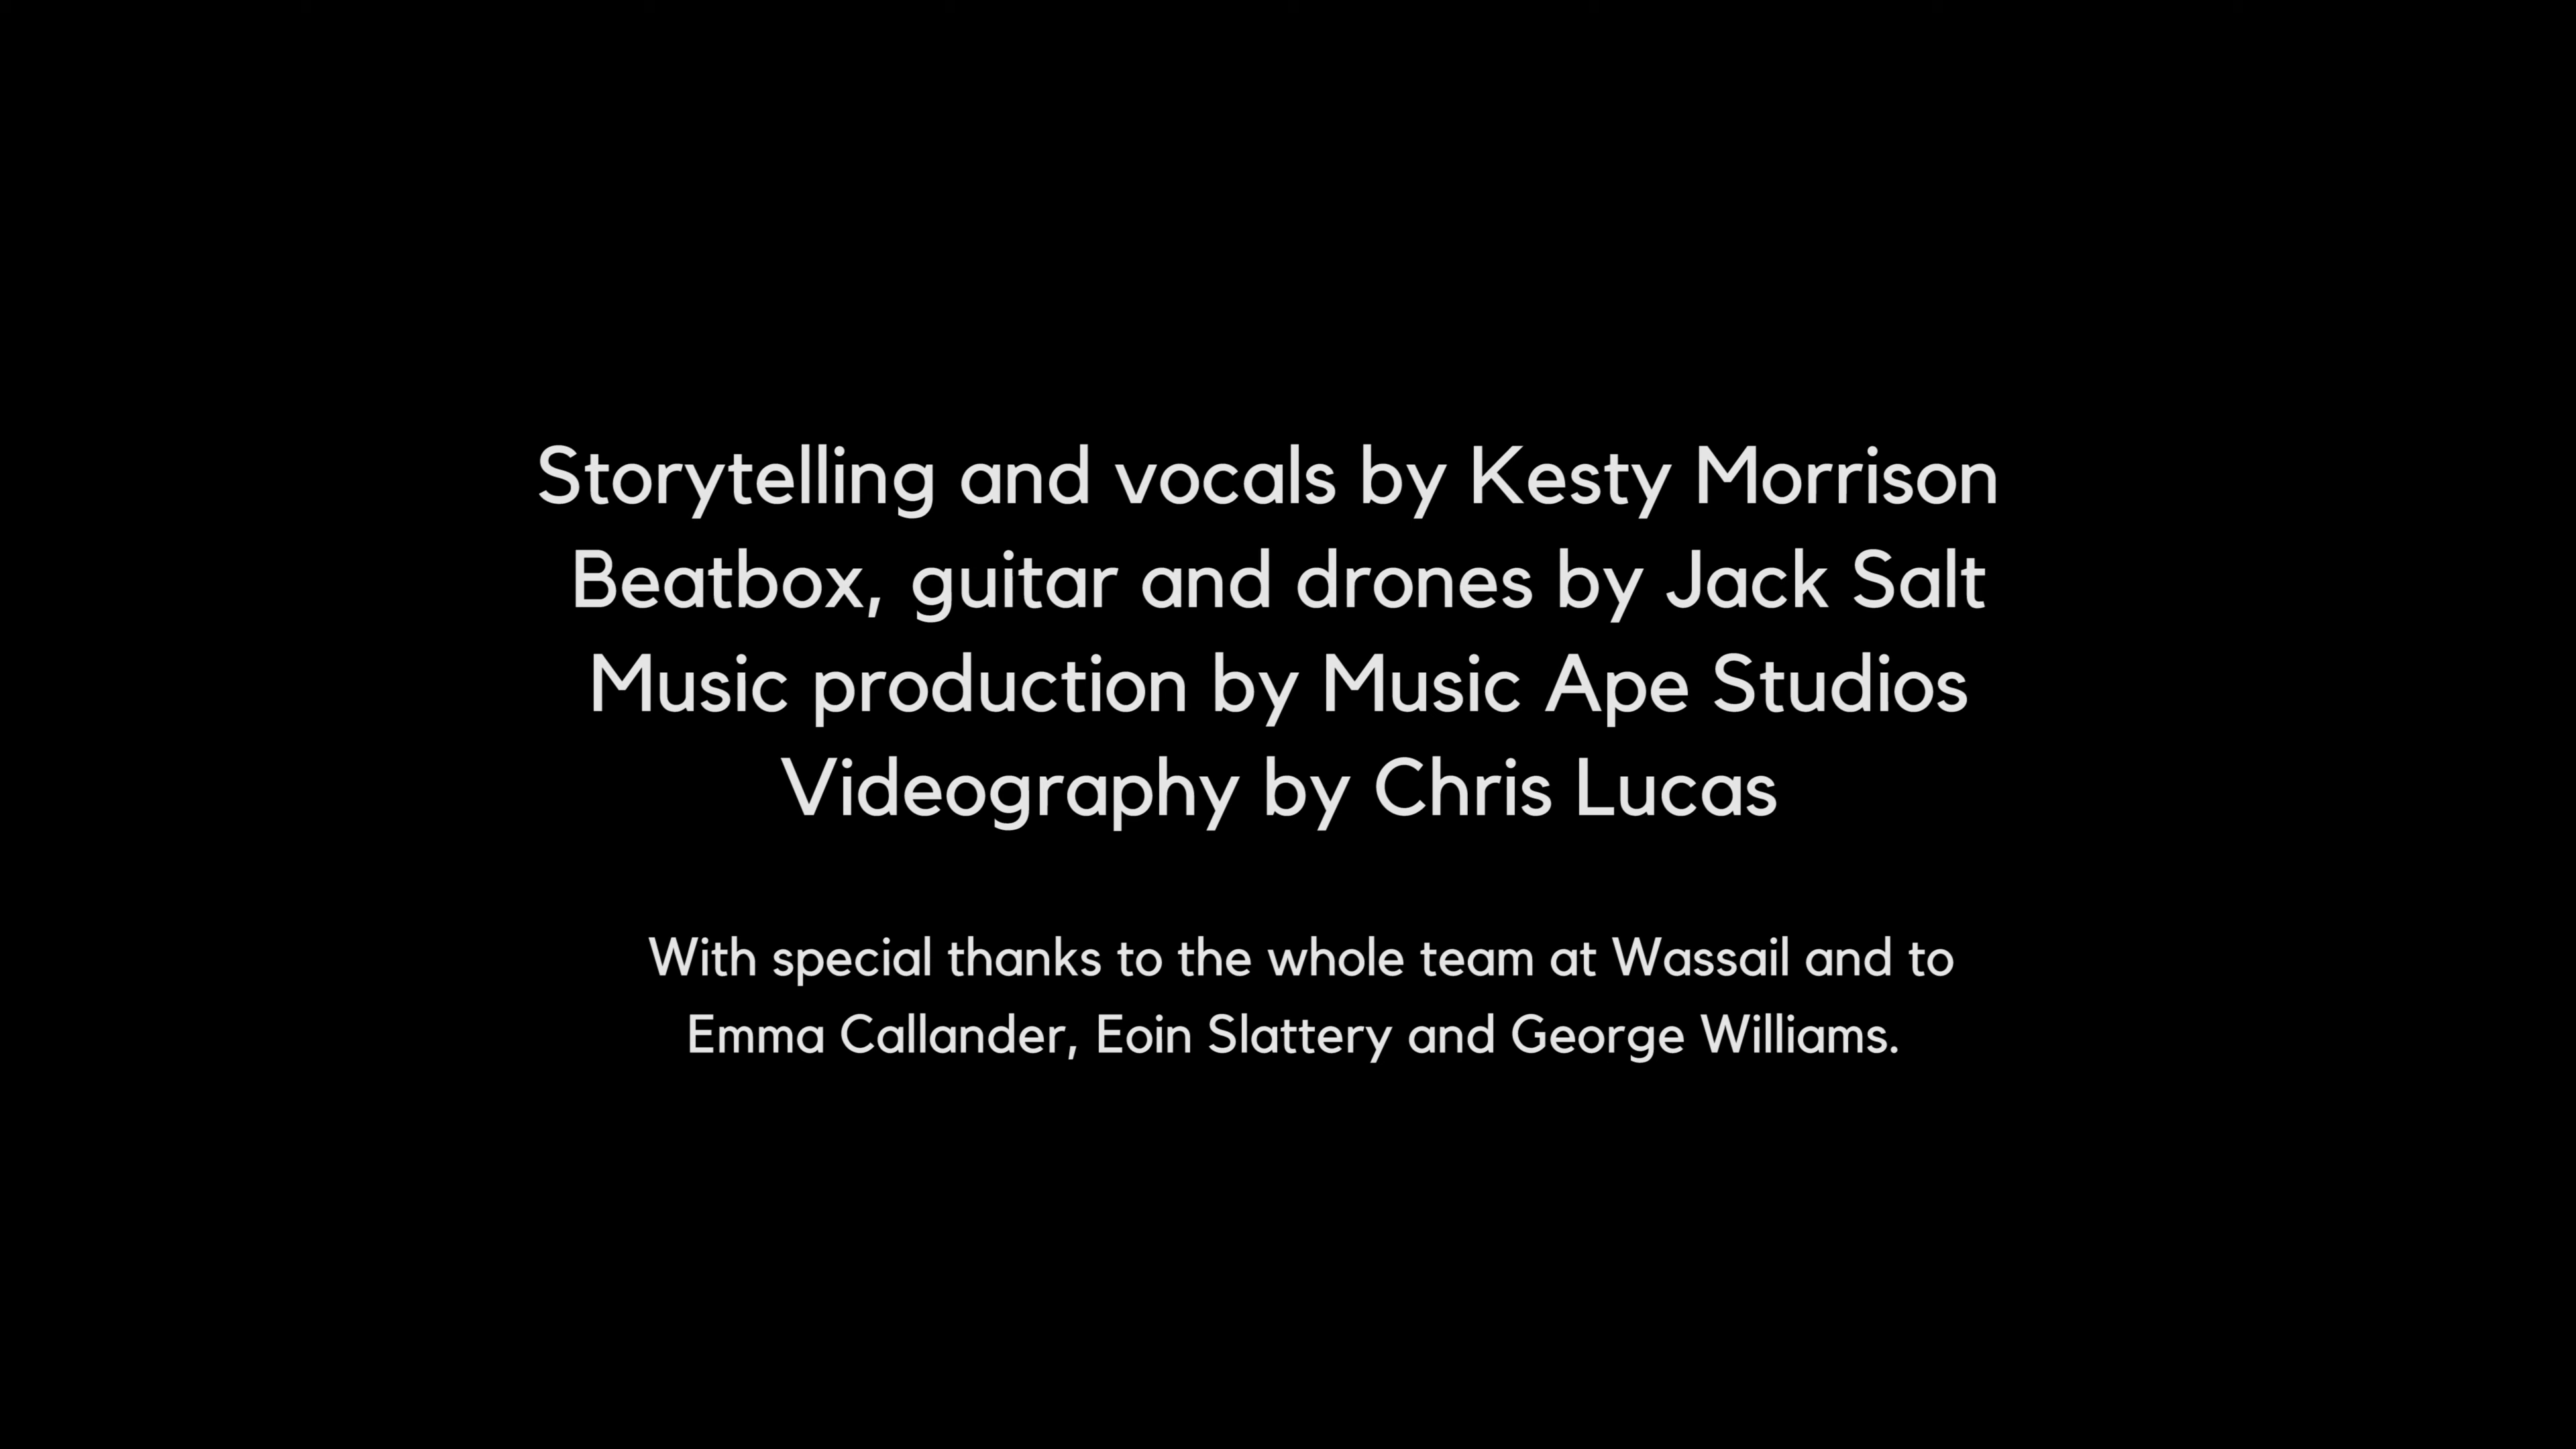 Storytelling and vocals by Kesty Morrison
Beatbox, guitar and drones by Jack Salt
Music production by Music Ape Studios
Videography by Chris Lucas
With special thanks to the whole team at Wassail and to
Emma Callander, Eoin Slattery and George Williams.